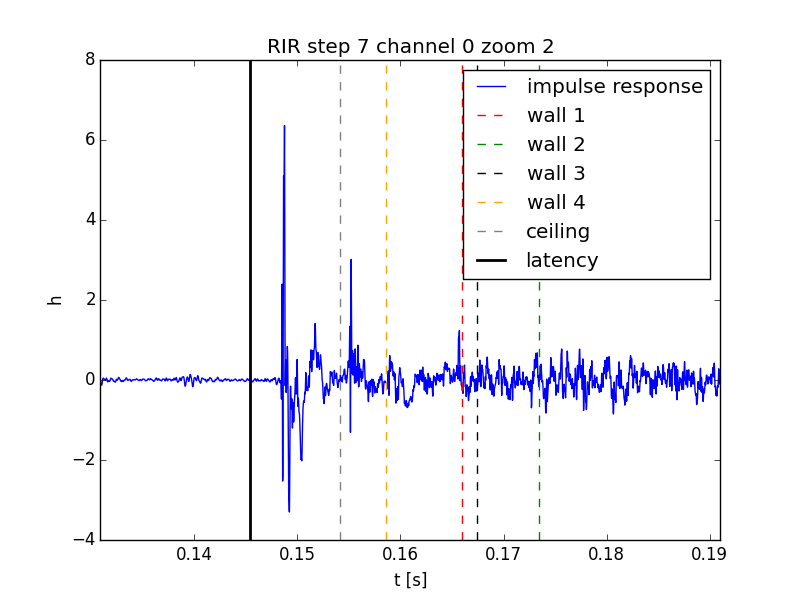 RIR step 7 channel 0 zoom 2
8
6
4
2
0
−2
−4
h
impulse response
wall 1
wall 2
wall 3
wall 4
ceiling
latency
0.14 0.15 0.16 0.17 0.18 0.19
t [s]